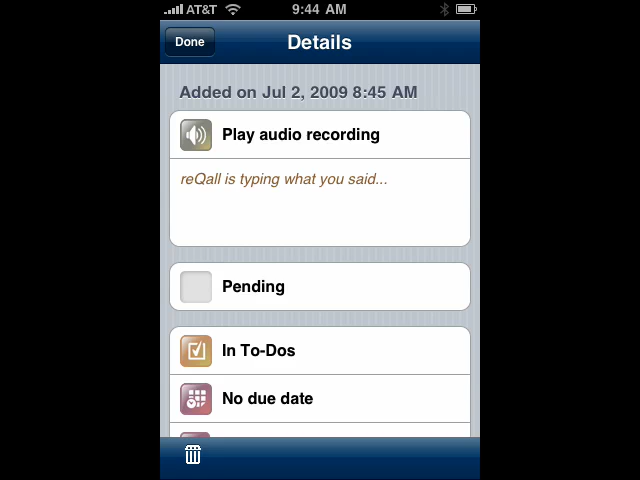 AT&T 9:44 AM
Done Details
Added on Jul 2, 2009 8:45 AM
Play audio recording
reQall is typing what you said...
Pending
In To-Dos
No due date